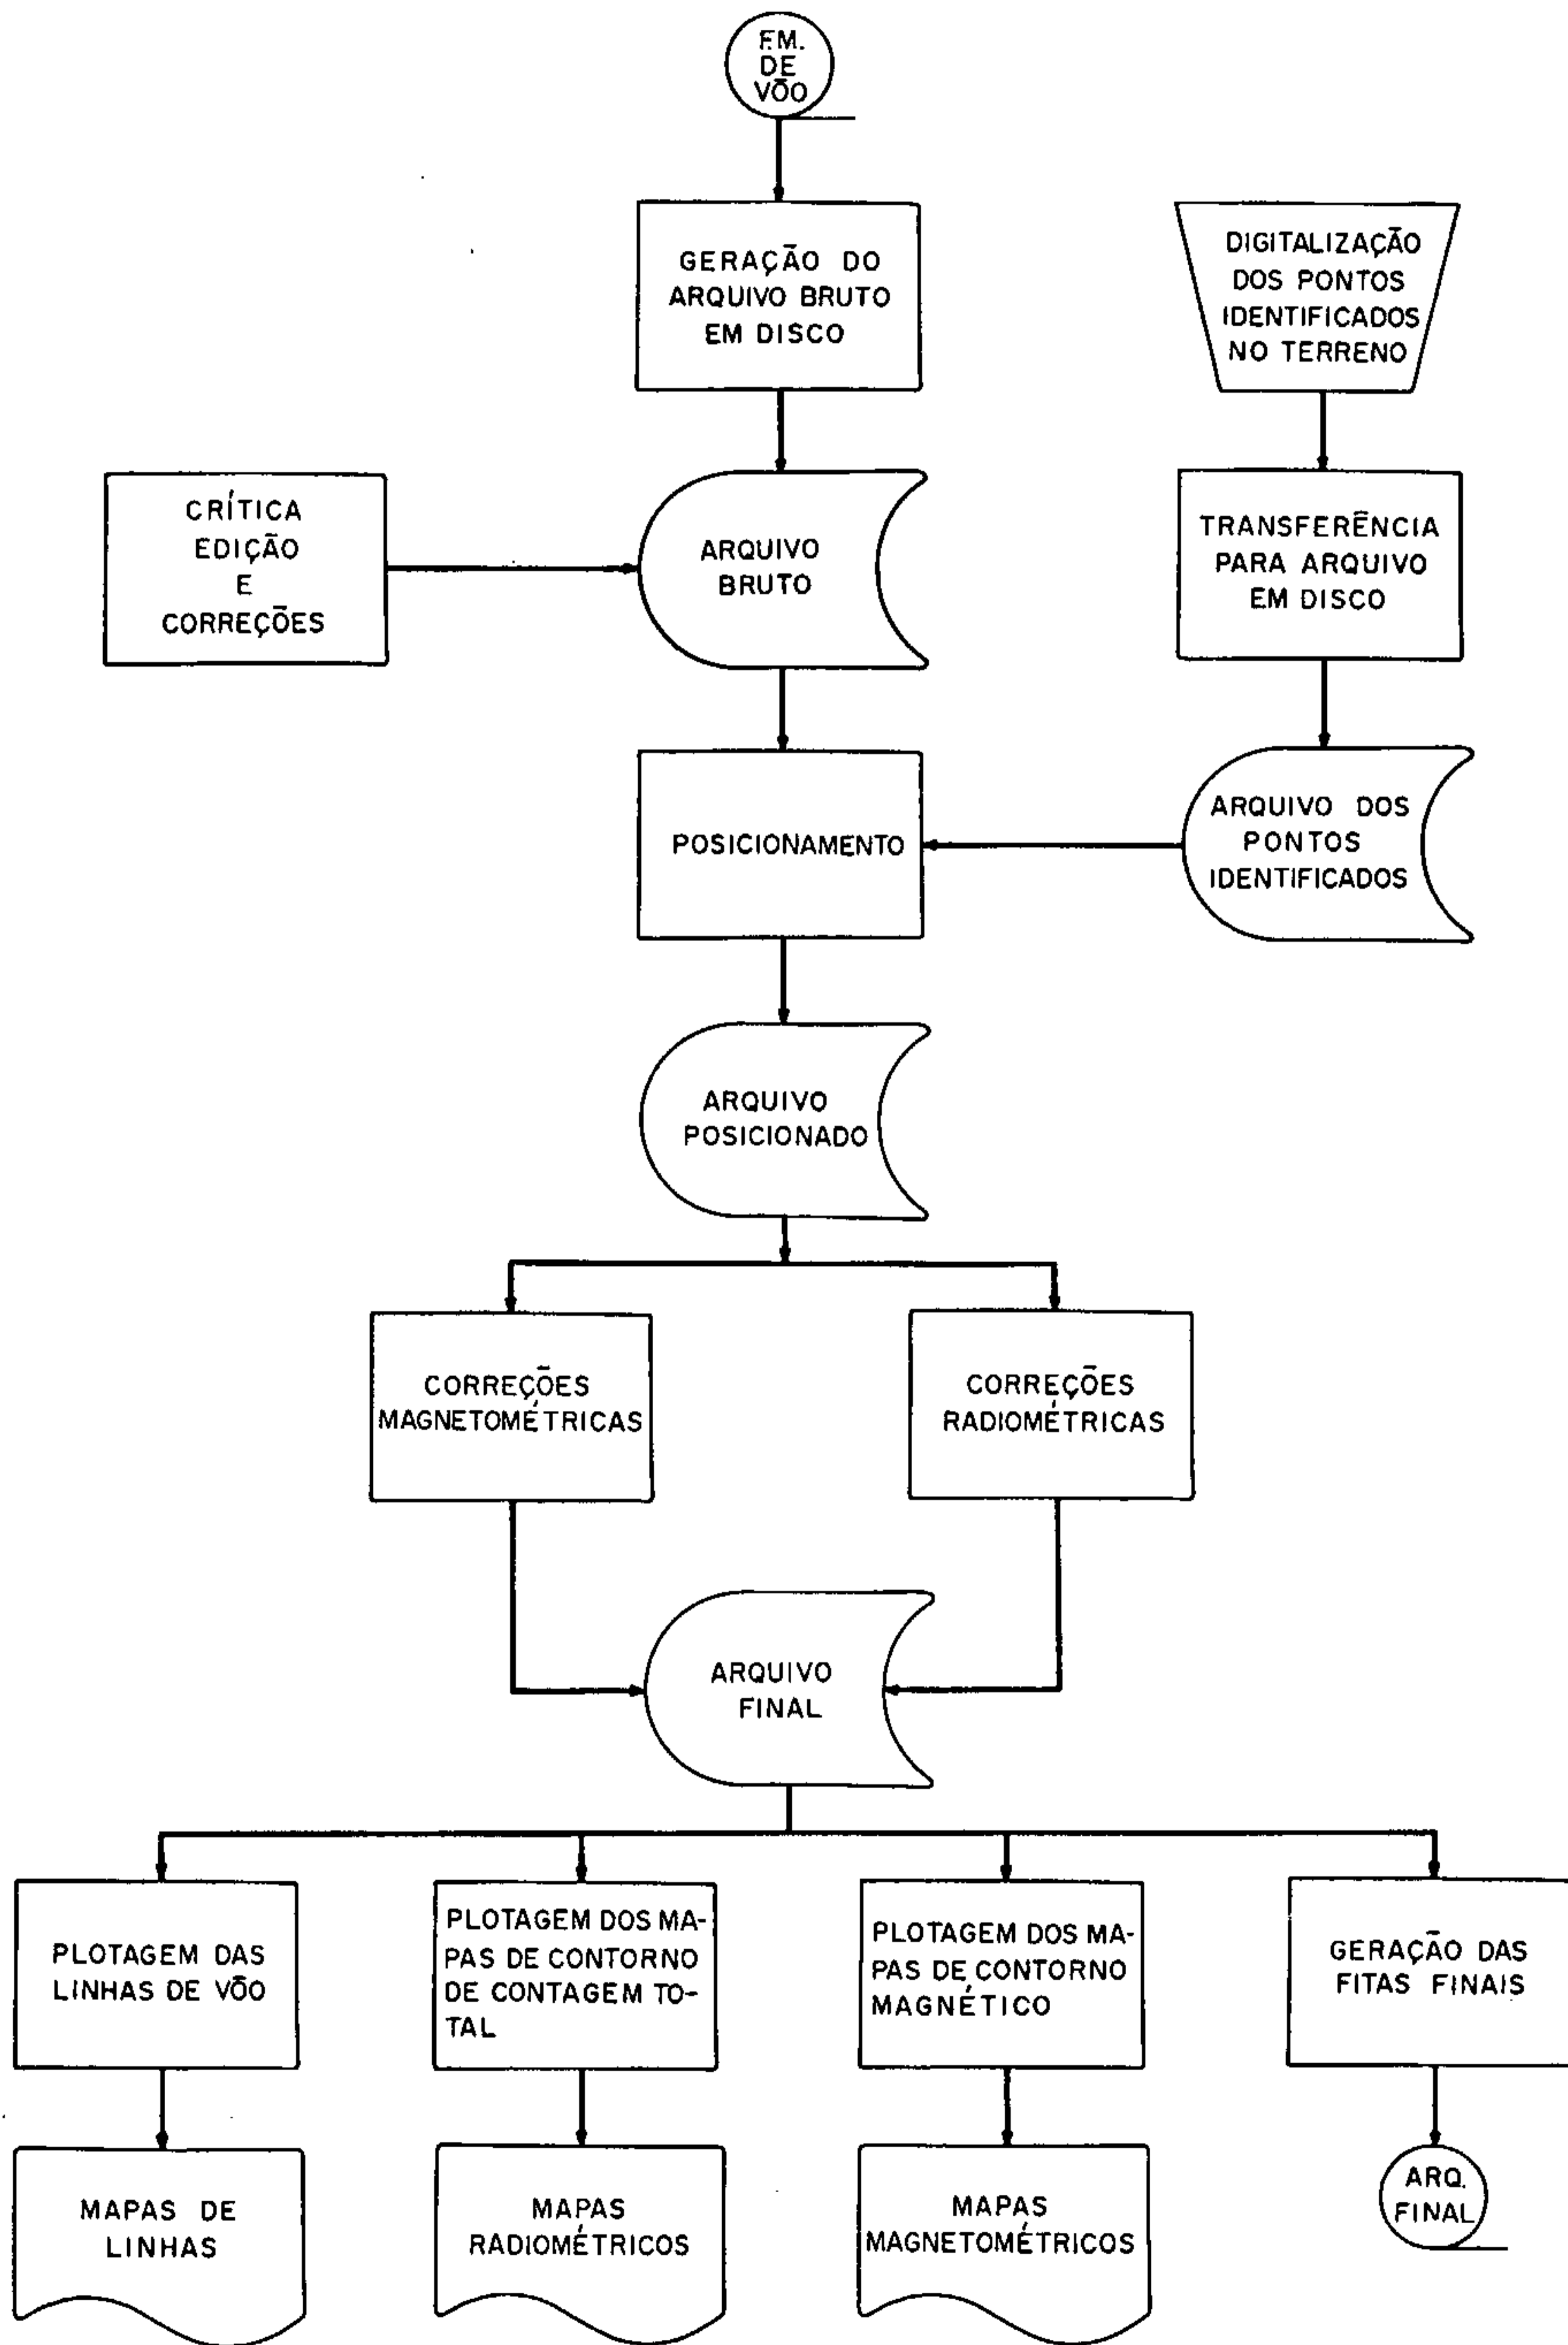 F.M.
DE
VÕO
GERAÇÃO DO
ARQUIVO BRUTO
EM DISCO
DIGITALIZAÇÃO
DOS PONTOS
IDENTIFICADOS
NO TERRENO
CRÍTICA
EDIÇÃO
E
CORREÇÕES
ARQUIVO
BRUTO
TRANSFERÊNCIA
PARA ARQUIVO
EM DISCO
POSICIONAMENTO
ARQUIVO DOS
PONTOS
IDENTIFICADOS
ARQUIVO
POSICIONADO
CORREÇÕES
MAGNETOMÉTRICAS
CORREÇÕES
RADIOMÉTRICAS
ARQUIVO
FINAL
PLOTAGEM DAS
LINHAS DE VÕO
PLOTAGEM DOS MA-
PAS DE CONTORNO
DE CONTAGEM TO-
TAL
PLOTAGEM DOS MA-
PAS DE CONTORNO
MAGNÉTICO
GERAÇÃO DAS
FITAS FINAIS
MAPAS DE
LINHAS
MAPAS
RADIOMÉTRICOS
MAPAS
MAGNETOMÉTRICOS
ARQ.
FINAL